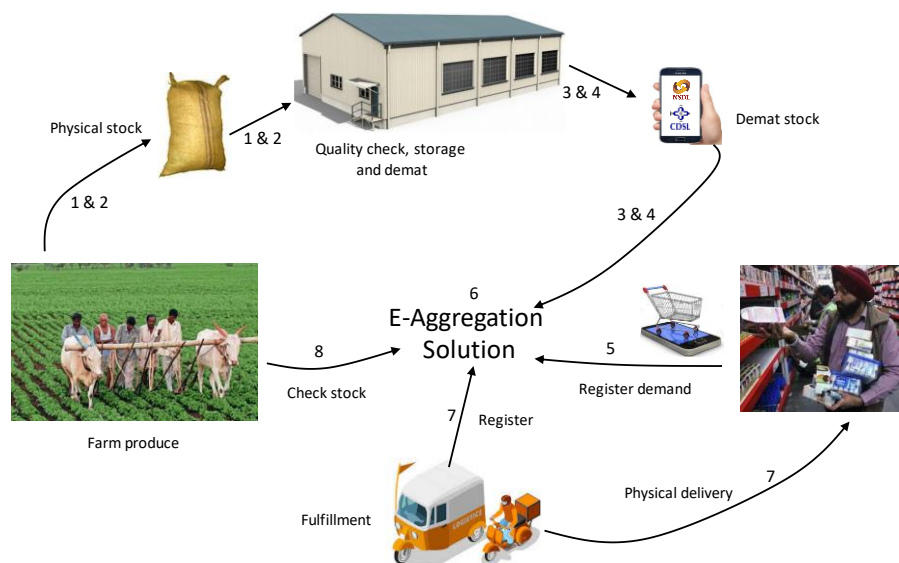 3 & 4
NSDL
CDSL
Demat stock
Physical stock
1 & 2
Quality check, storage
and demat
1 & 2
3 & 4
6
E-Aggregation
Solution
8
Check stock
5
Register demand
Farm produce
7
Register
Fulfillment
LOGISTICS
Physical delivery
7